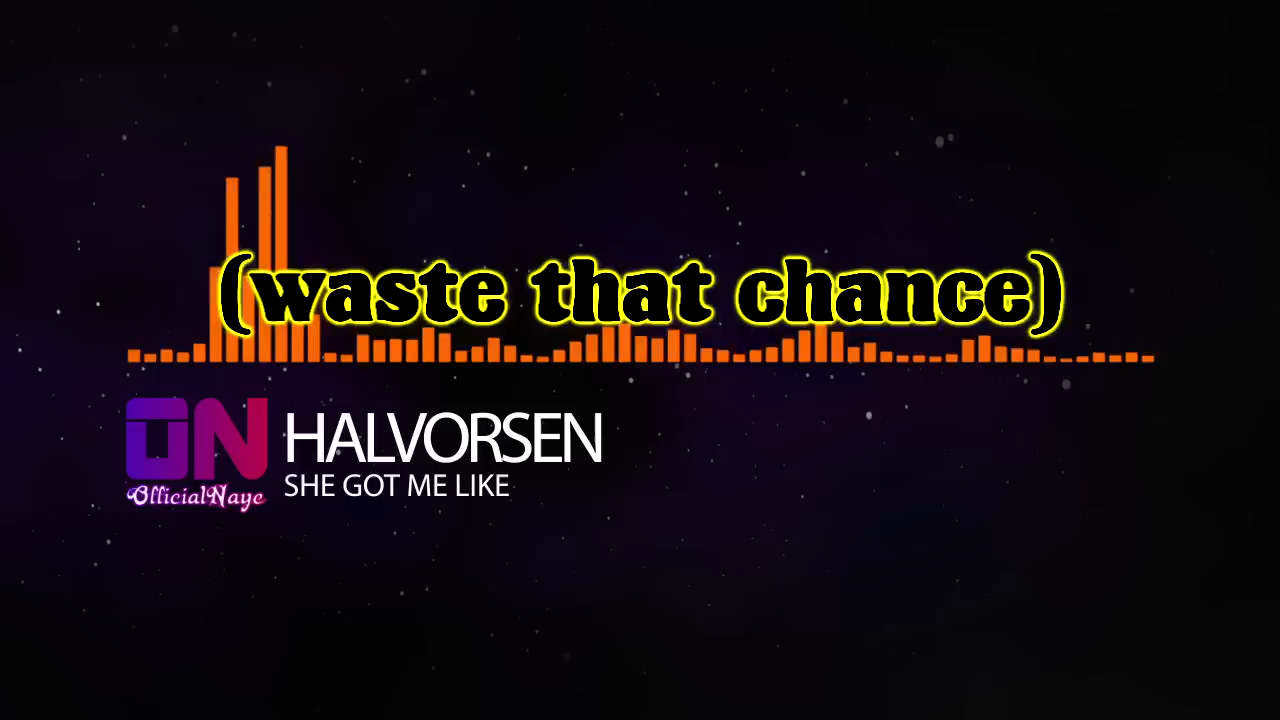 (waste that chance)
HALVORSEN
SHE GOT ME LIKE
ON
OfficialNaye